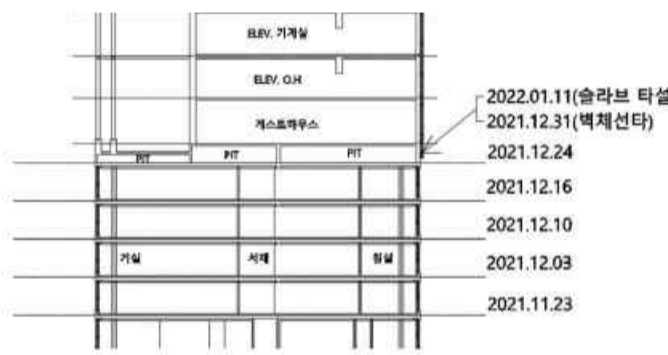 ELEV. 기계실
ELEV. O.H
게스트하우스
2022.01.11(슬라브 타설
2021.12.31(벽체선타)
2021.12.24
PIT PIT PIT
2021.12.16
2021.12.10
거실 서재 침실
2021.12.03
2021.11.23